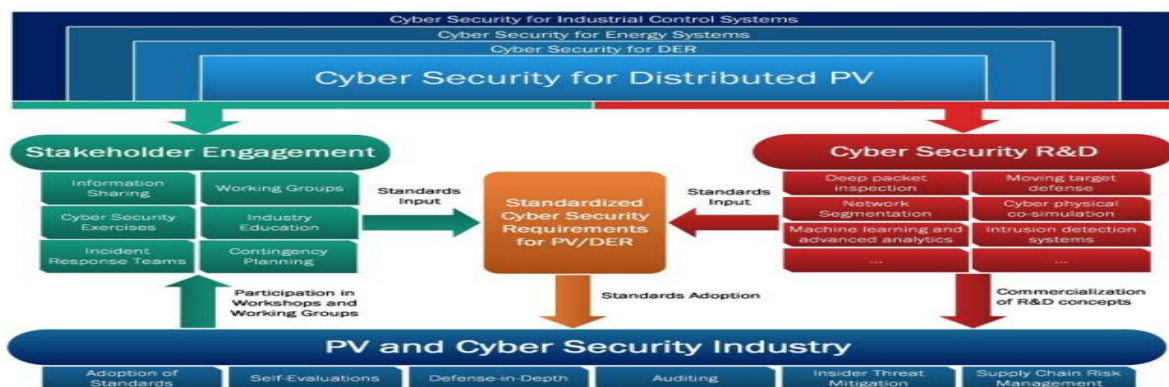 Cyber Security for Industrial Control Systems
Cyber Security for Energy Systems
Cyber Security for DER
Cyber Security for Distributed PV
Stakeholder Engagement
Information
Sharing
Working Groups
Cyber Security
Exercises
Industry
Education
Incident
Response Teams
Contingency
Planning
Standards
Input
Standardized
Cyber Security
Requirements
for PV/DER
Standards
Input
Cyber Security R&D
Deep packet
inspection
Moving target
defense
Network
Segmentation
Cyber physical
co-simulation
Machine learning and
advanced analytics
Intrusion detection
systems
...
...
Participation in
Workshops and
Working Groups
Standards Adoption
Commercialization
of R&D concepts
PV and Cyber Security Industry
Adoption of
Standards
Self-Evaluations
Defense-in-Depth
Auditing
Insider Threat
Mitigation
Supply Chain Risk
Management